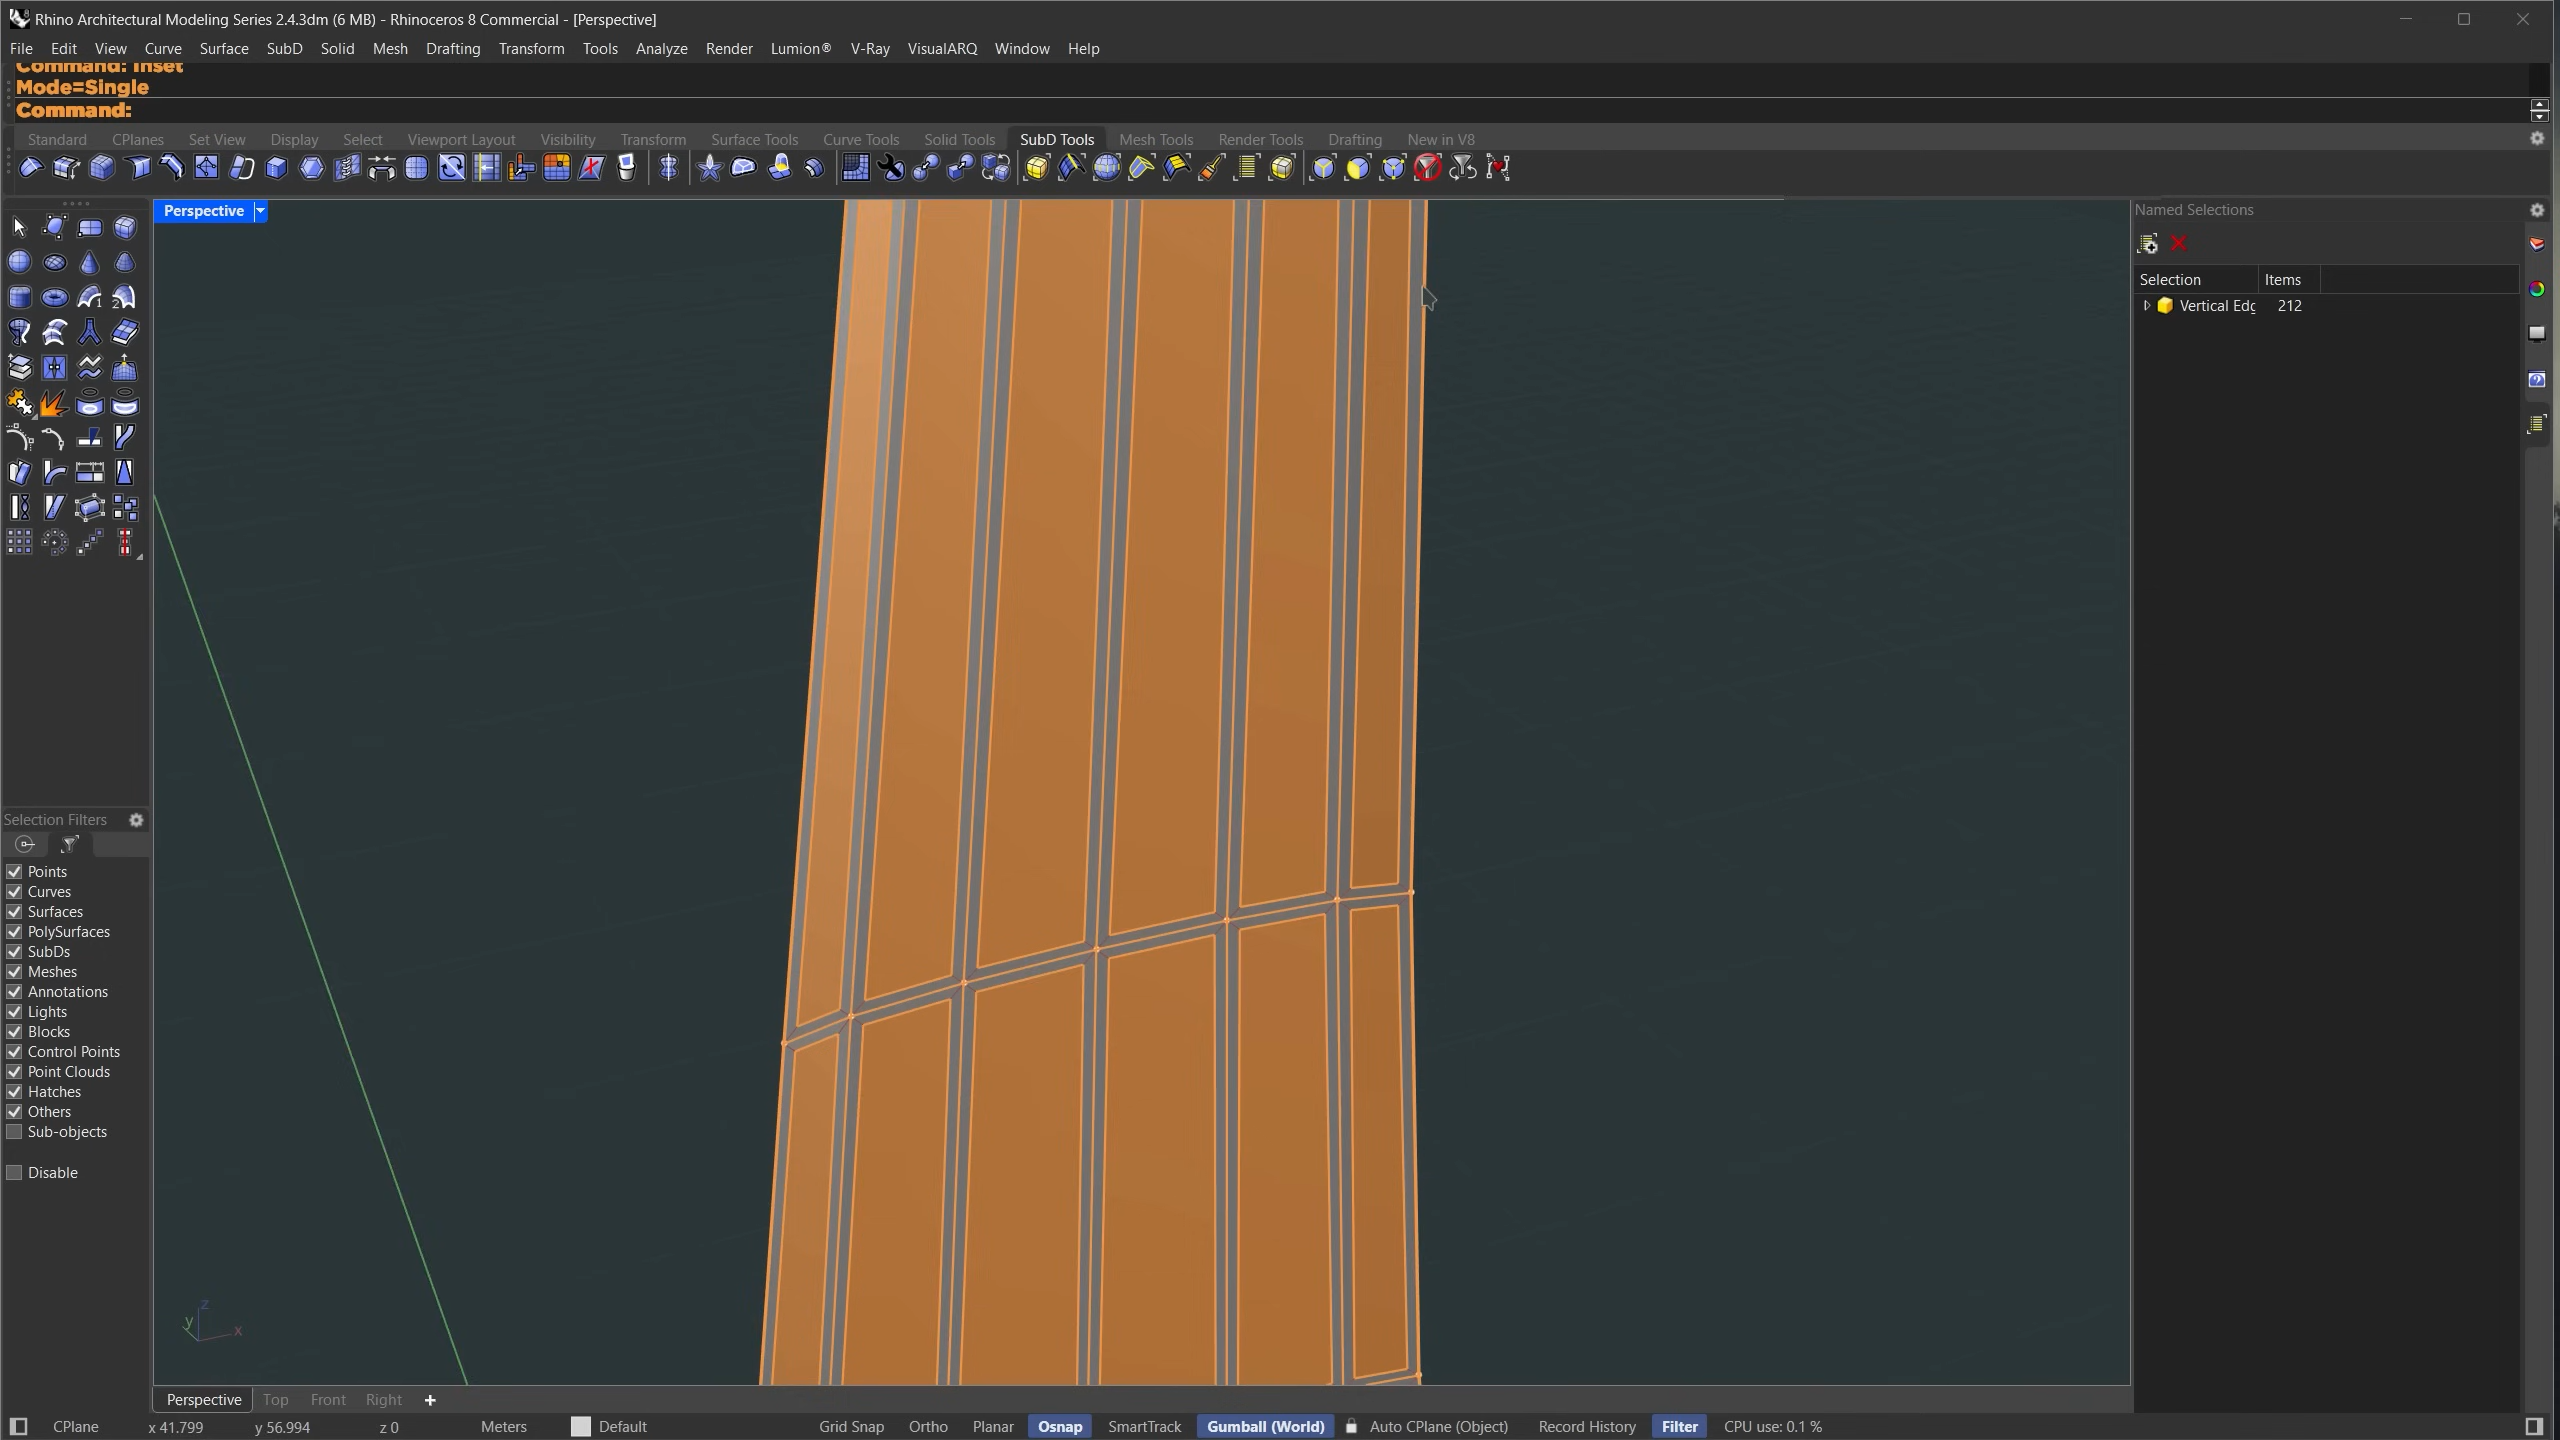 Rhino Architectural Modeling Series 2.4.3dm (6 MB) - Rhinoceros 8 Commercial - [Perspective]
File Edit View Curve Surface SubD Solid Mesh Drafting Transform Tools Analyze Render Lumion® V-Ray VisualARQ Window Help
Command: Inset
Mode=Single
Command:
Standard CPlanes Set View Display Select Viewport Layout Visibility Transform Surface Tools Curve Tools Solid Tools SubD Tools Mesh Tools Render Tools Drafting New in V8
Perspective
Named Selections
Selection Items
Vertical Edg 212
Selection Filters
Points
Curves
Surfaces
PolySurfaces
SubDs
Meshes
Annotations
Lights
Blocks
Control Points
Point Clouds
Hatches
Others
Sub-objects
Disable
z
y
x
Perspective Top Front Right
CPlane x 41.799 y 56.994 z 0 Meters Default Grid Snap Ortho Planar Osnap SmartTrack Gumball (World) Auto CPlane (Object) Record History Filter CPU use: 0.1 %